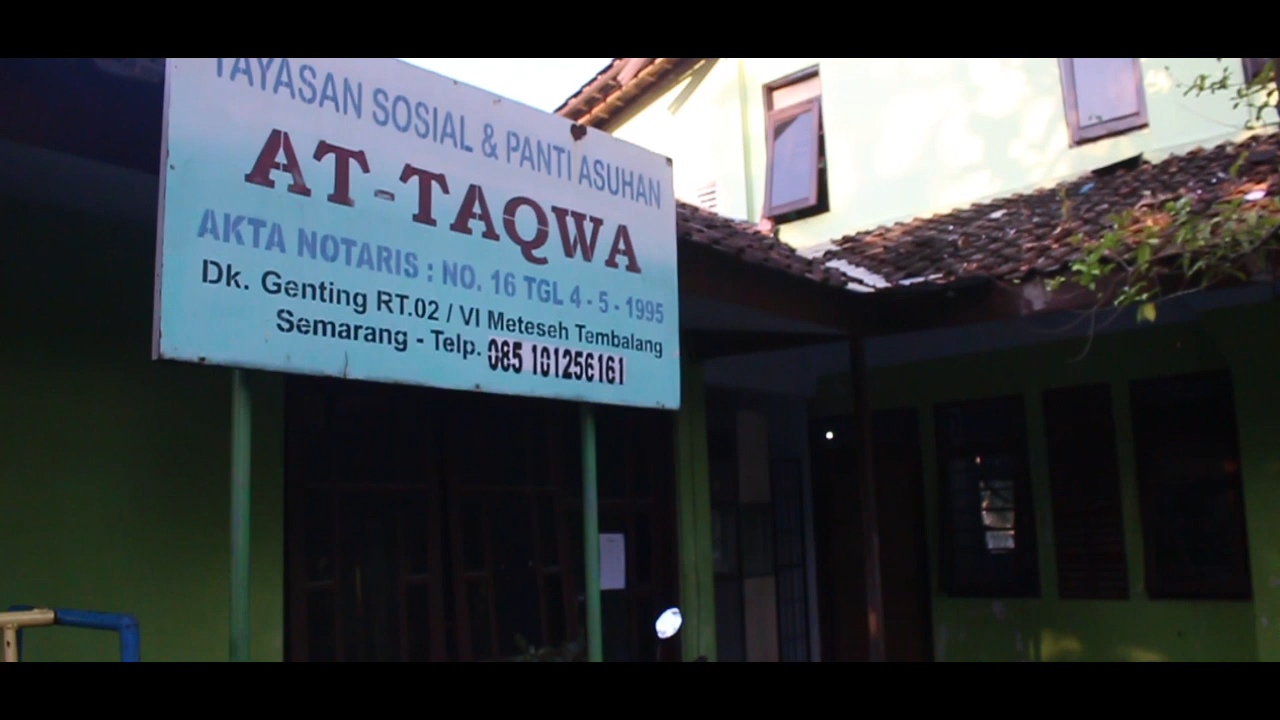 YAYASAN SOSIAL & PANTI ASUHAN
AT-TAQWA
AKTA NOTARIS : NO. 16 TGL 4 - 5 - 1995
Dk. Genting RT.02 / VI Meteseh Tembalang
Semarang - Telp. 085 101256161